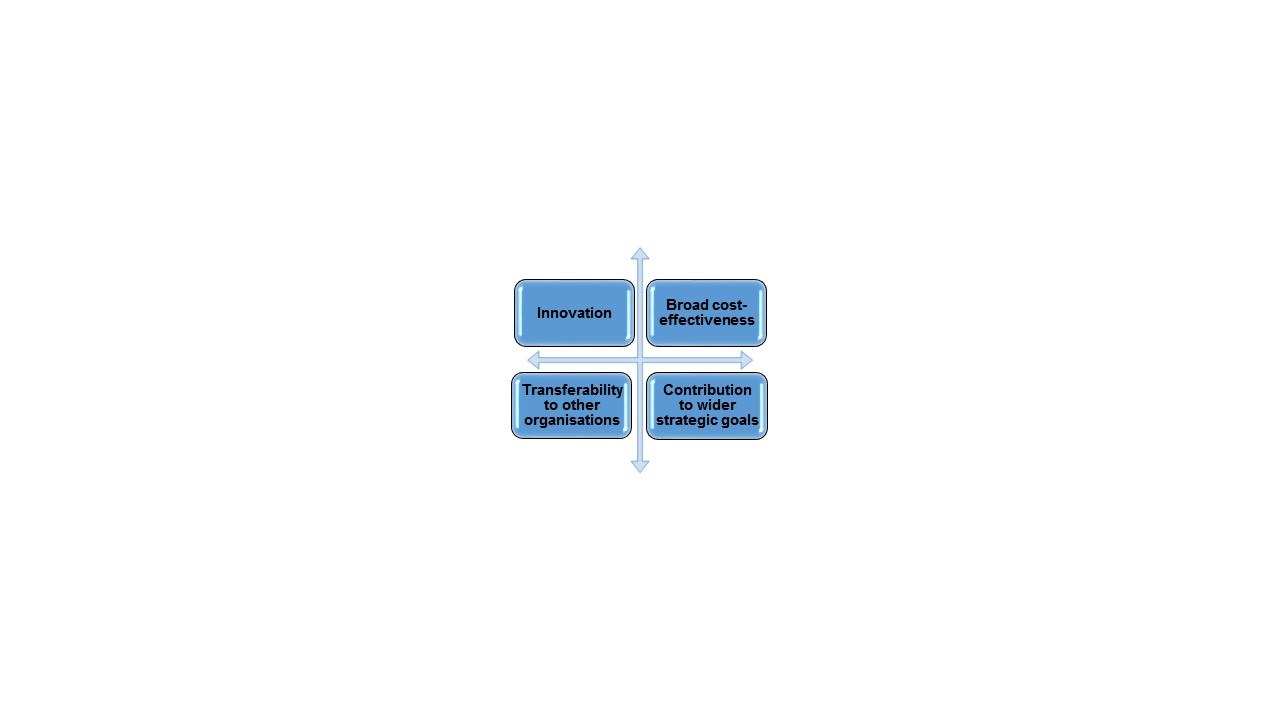 Innovation
Broad cost-
effectiveness
Transferability
to other
organisations
Contribution
to wider
strategic goals